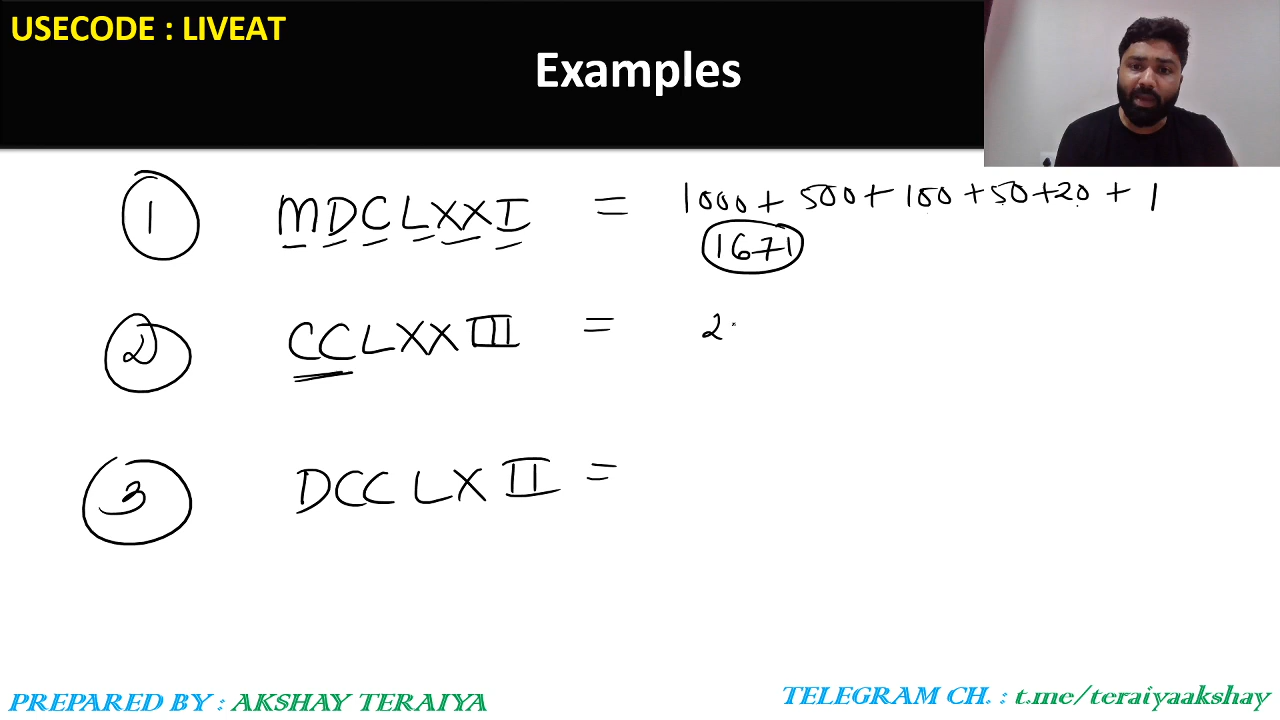 USECODE : LIVEAT
Examples
1 MDCLXXI = 1000 + 500 + 100 + 50 + 20 + 1
1671
2 CCLXXIII = 2
3 DCCLXII =
PREPARED BY : AKSHAY TERAIYA
TELEGRAM CH. : t.me/teraiyaakshay